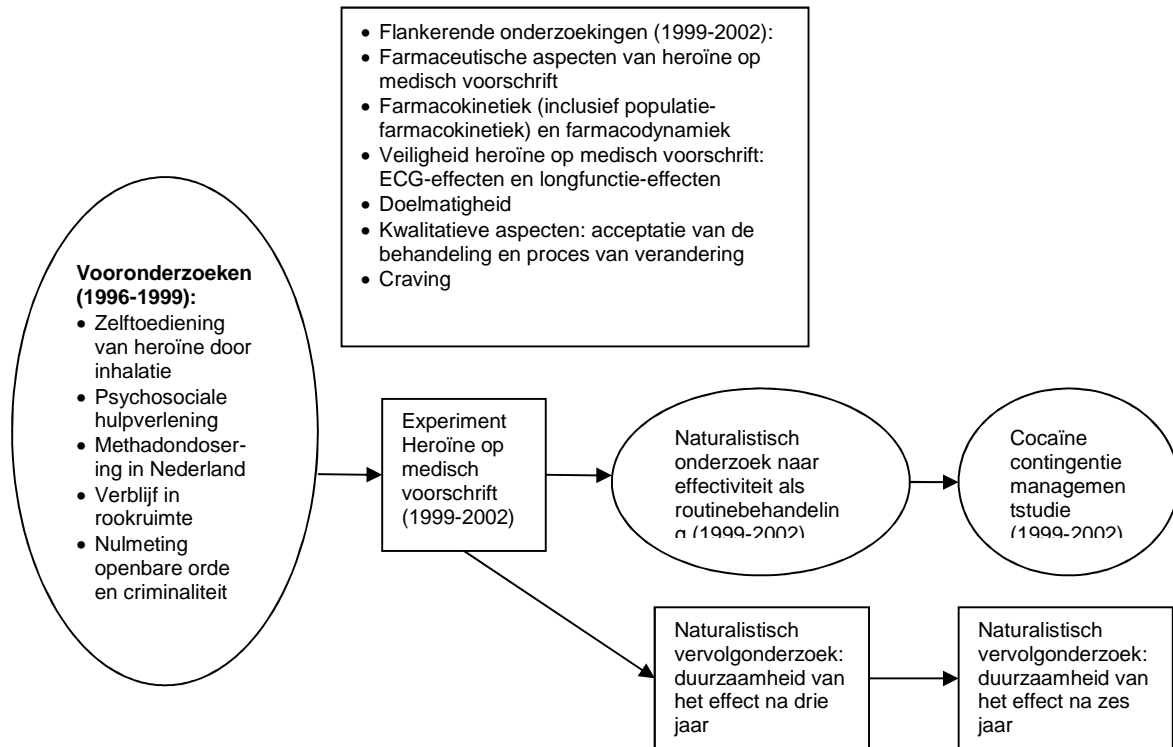 • Flankerende onderzoekingen (1999-2002):
• Farmaceutische aspecten van heroïne op
medisch voorschrift
• Farmacokinetiek (inclusief populatie-
farmacokinetiek) en farmacodynamiek
• Veiligheid heroïne op medisch voorschrift:
ECG-effecten en longfunctie-effecten
• Doelmatigheid
• Kwalitatieve aspecten: acceptatie van de
behandeling en proces van verandering
• Craving
Vooronderzoeken
(1996-1999):
• Zelftoediening
van heroïne door
inhalatie
• Psychosociale
hulpverlening
• Methadondoser-
ing in Nederland
• Verblijf in
rookruimte
• Nulmeting
openbare orde
en criminaliteit
Experiment
Heroïne op
medisch
voorschrift
(1999-2002)
Naturalistisch
onderzoek naar
effectiviteit als
routinebehandelin
g (1999-2002)
Cocaïne
contingentie
managemen
tstudie
(1999-2002)
Naturalistisch
vervolgonderzoek:
duurzaamheid van
het effect na drie
jaar
Naturalistisch
vervolgonderzoek:
duurzaamheid van
het effect na zes
jaar